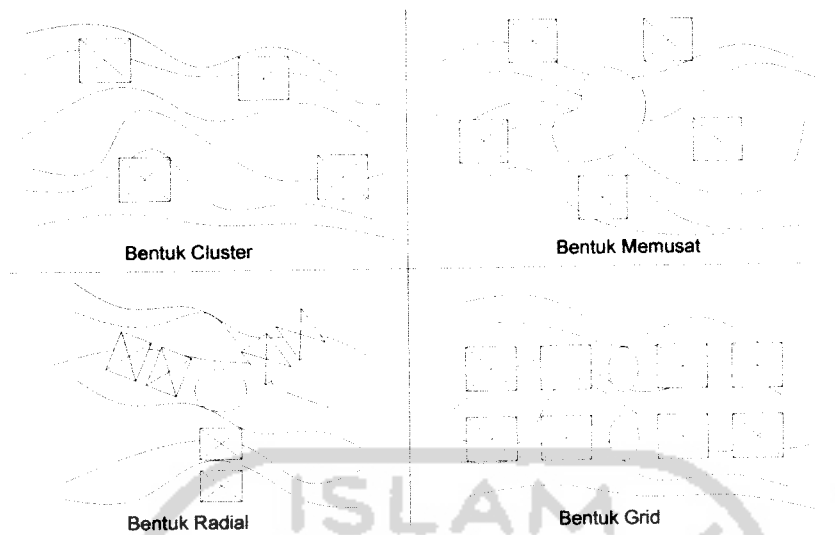 Bentuk Cluster
Bentuk Memusat
Bentuk Radial
Bentuk Grid
ISLAM